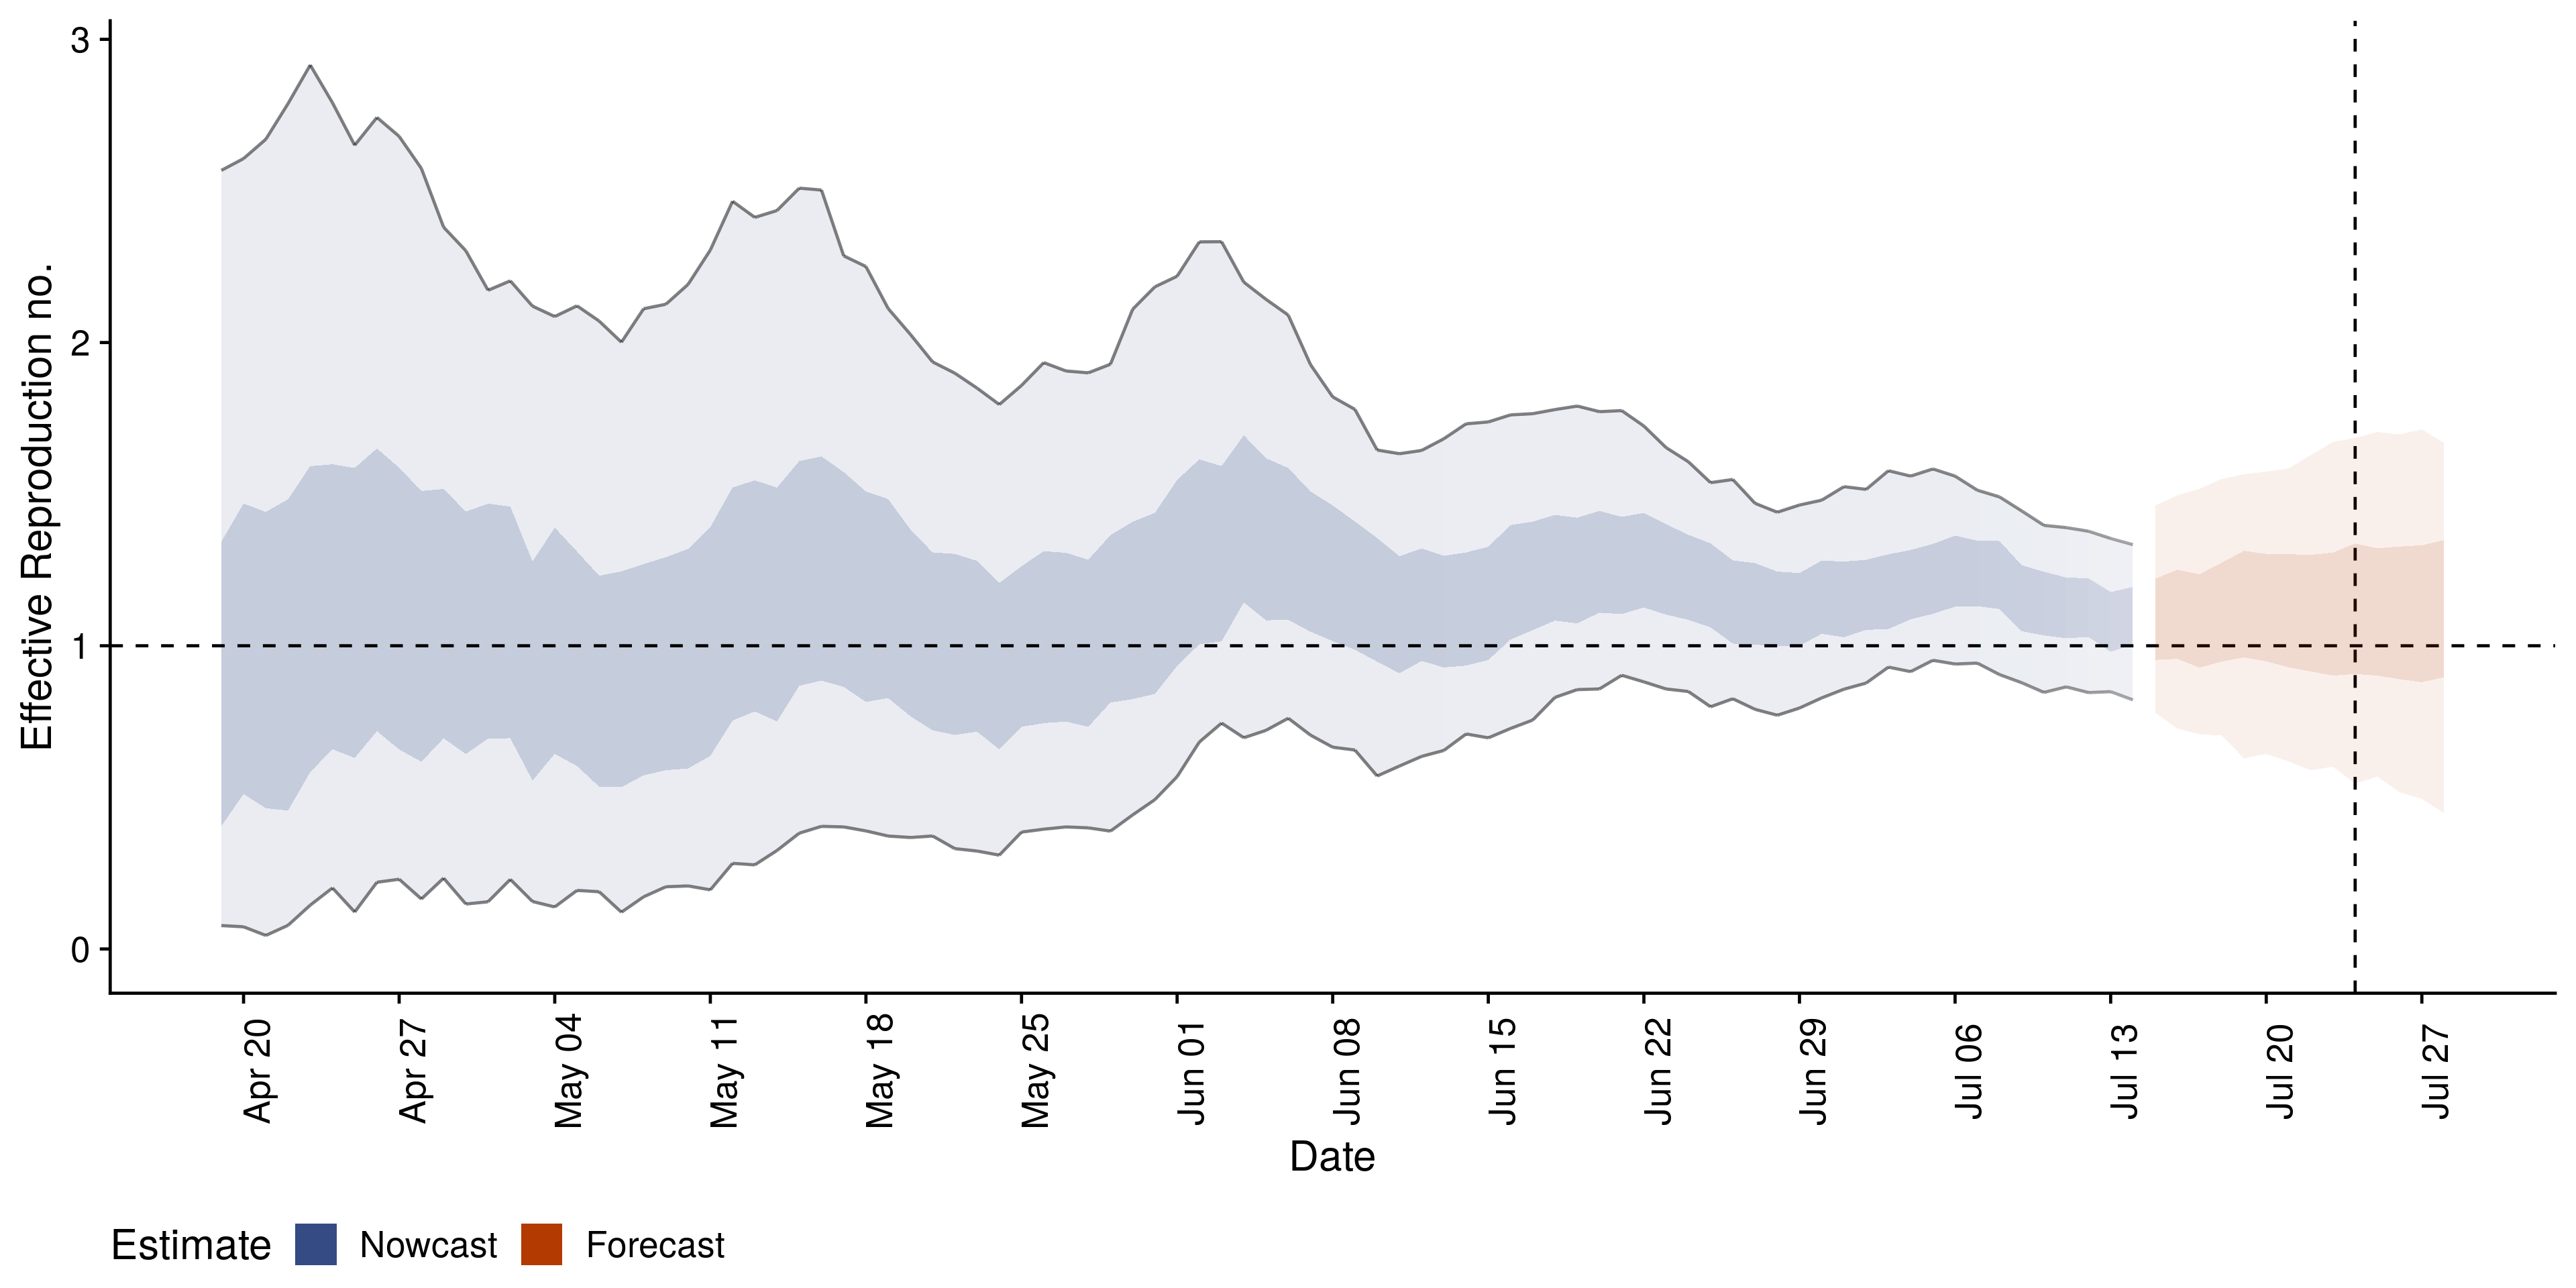 Effective Reproduction no.
3
2
1
0
Apr 20
Apr 27
May 04
May 11
May 18
May 25
Jun 01
Jun 08
Jun 15
Jun 22
Jun 29
Jul 06
Jul 13
Jul 20
Jul 27
Date
Estimate Nowcast Forecast